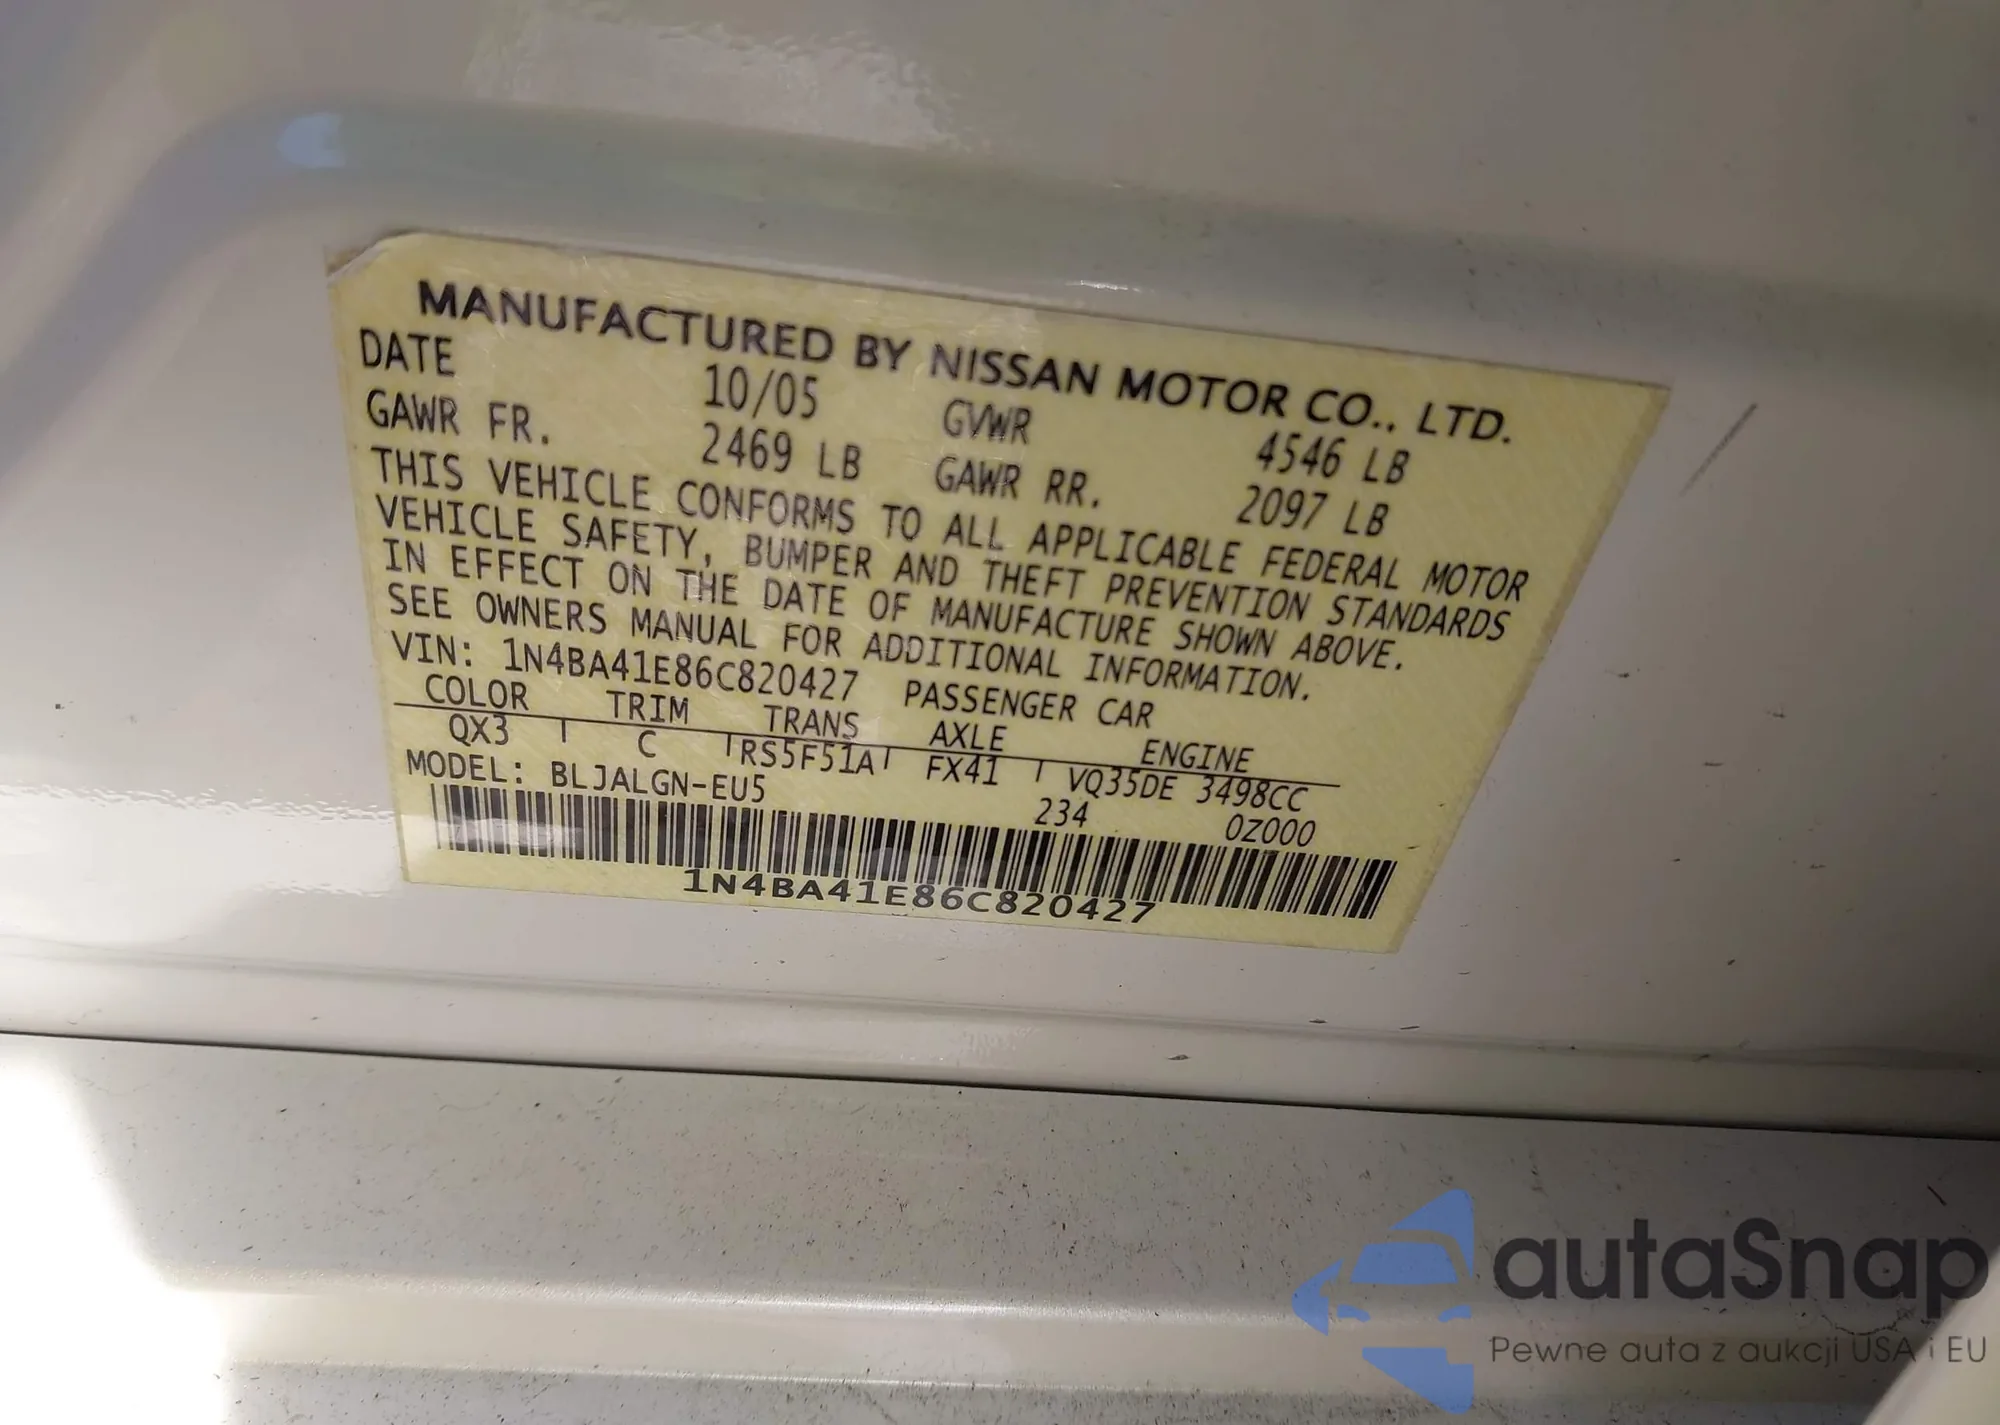 MANUFACTURED BY NISSAN MOTOR CO., LTD.
DATE 10/05 GVWR 4546 LB
GAWR FR. 2469 LB GAWR RR. 2097 LB
THIS VEHICLE CONFORMS TO ALL APPLICABLE FEDERAL MOTOR
VEHICLE SAFETY, BUMPER AND THEFT PREVENTION STANDARDS
IN EFFECT ON THE DATE OF MANUFACTURE SHOWN ABOVE.
SEE OWNERS MANUAL FOR ADDITIONAL INFORMATION.
VIN: 1N4BA41E86C820427 PASSENGER CAR
COLOR TRIM TRANS AXLE ENGINE
QX3 C RS5F51A FX41 VQ35DE 3498CC
MODEL: BLJALGN-EU5 234 0Z000
1N4BA41E86C820427
autaSnap
Pewne auta z aukcji USA i EU